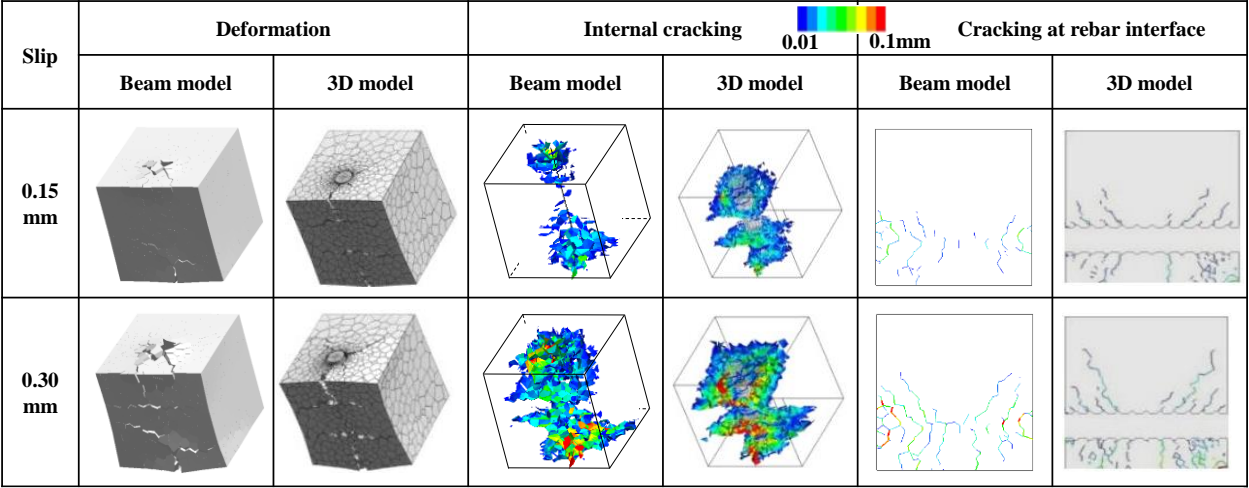 Slip
Deformation
Internal cracking
0.01
0.1mm
Cracking at rebar interface
Beam model
3D model
Beam model
3D model
Beam model
3D model
0.15
mm
0.30
mm